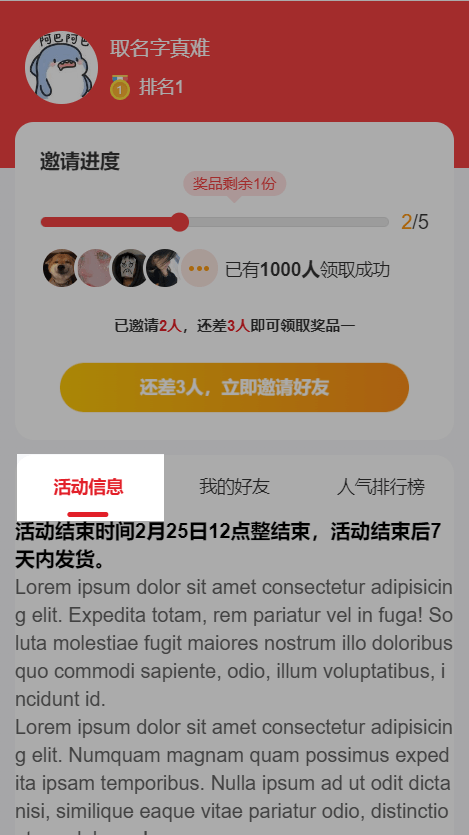 阿巴阿巴
取名字真难
1
排名1
邀请进度
奖品剩余1份
2/5
已有1000人领取成功
已邀请2人，还差3人即可领取奖品一
还差3人，立即邀请好友
活动信息 我的好友 人气排行榜
活动结束时间2月25日12点整结束，活动结束后7
天内发货。
Lorem ipsum dolor sit amet consectetur adipisicin
g elit. Expedita totam, rem pariatur vel in fuga! So
luta molestiae fugit maiores nostrum illo doloribus
quo commodi sapiente, odio, illum voluptatibus, i
ncidunt id.
Lorem ipsum dolor sit amet consectetur adipisicin
g elit. Numquam magnam quam possimus exped
ita ipsam temporibus. Nulla ipsum ad ut odit dicta
nisi, similique eaque vitae pariatur odio, distinctio